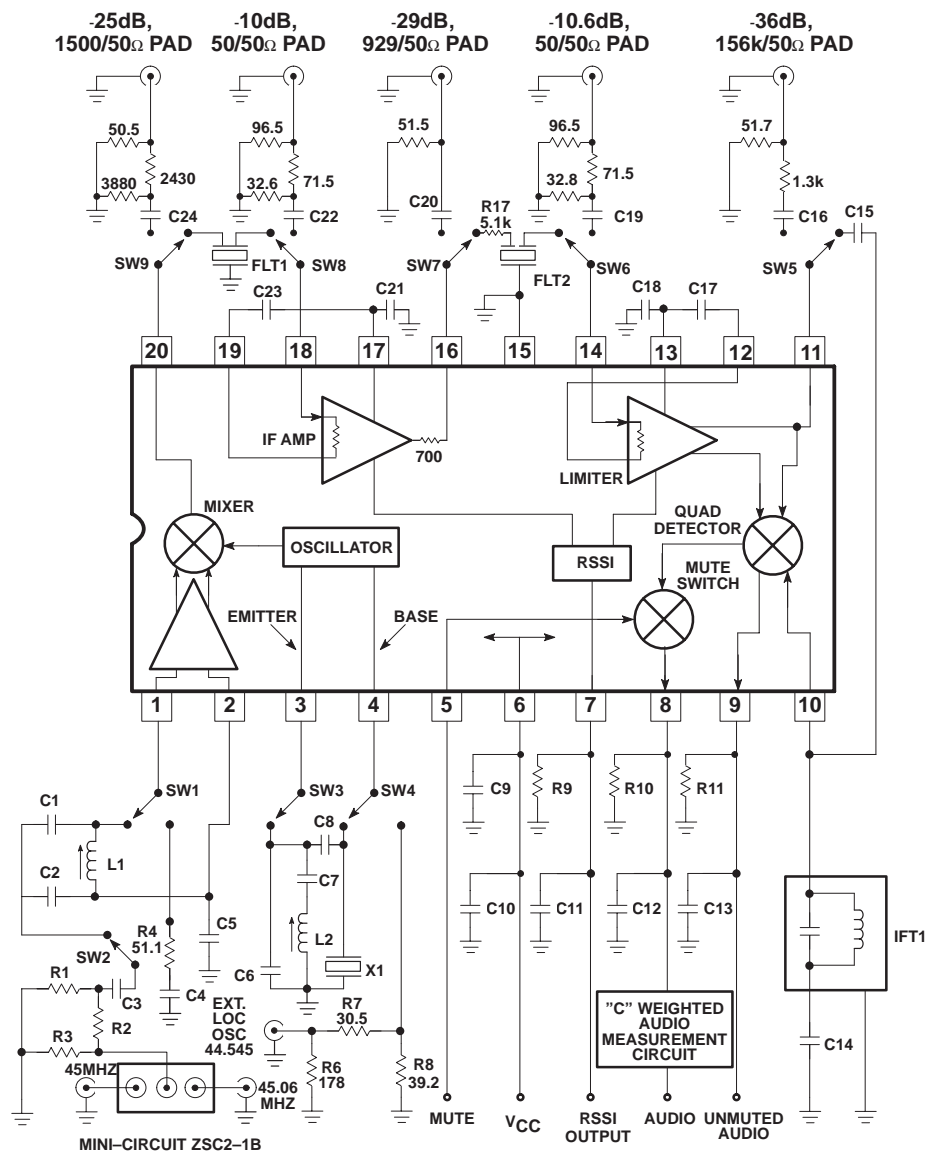 -25dB,
1500/50Ω PAD
-10dB,
50/50Ω PAD
-29dB,
929/50Ω PAD
-10.6dB,
50/50Ω PAD
-36dB,
156k/50Ω PAD
50.5
2430
3880
C24
96.5
71.5
32.6
C22
51.5
C20
R17
5.1k
96.5
71.5
32.8
C19
51.7
1.3k
C16
C15
SW9
FLT1
SW8
SW7
FLT2
SW6
SW5
C23
C21
C18
C17
20
19
18
17
16
15
14
13
12
11
IF AMP
700
LIMITER
MIXER
OSCILLATOR
RSSI
QUAD
DETECTOR
MUTE
SWITCH
EMITTER
BASE
1
2
3
4
5
6
7
8
9
10
SW1
SW3
SW4
C1
L1
C2
C5
C8
C7
L2
C6
X1
R4
51.1
C4
SW2
C3
R1
R2
R3
45MHZ
45.06
MHZ
MINI–CIRCUIT ZSC2–1B
EXT.
LOC
OSC
44.545
R7
30.5
R6
178
R8
39.2
C9
R9
R10
R11
C10
C11
C12
C13
"C" WEIGHTED
AUDIO
MEASUREMENT
CIRCUIT
IFT1
C14
MUTE
VCC
RSSI
OUTPUT
AUDIO
UNMUTED
AUDIO